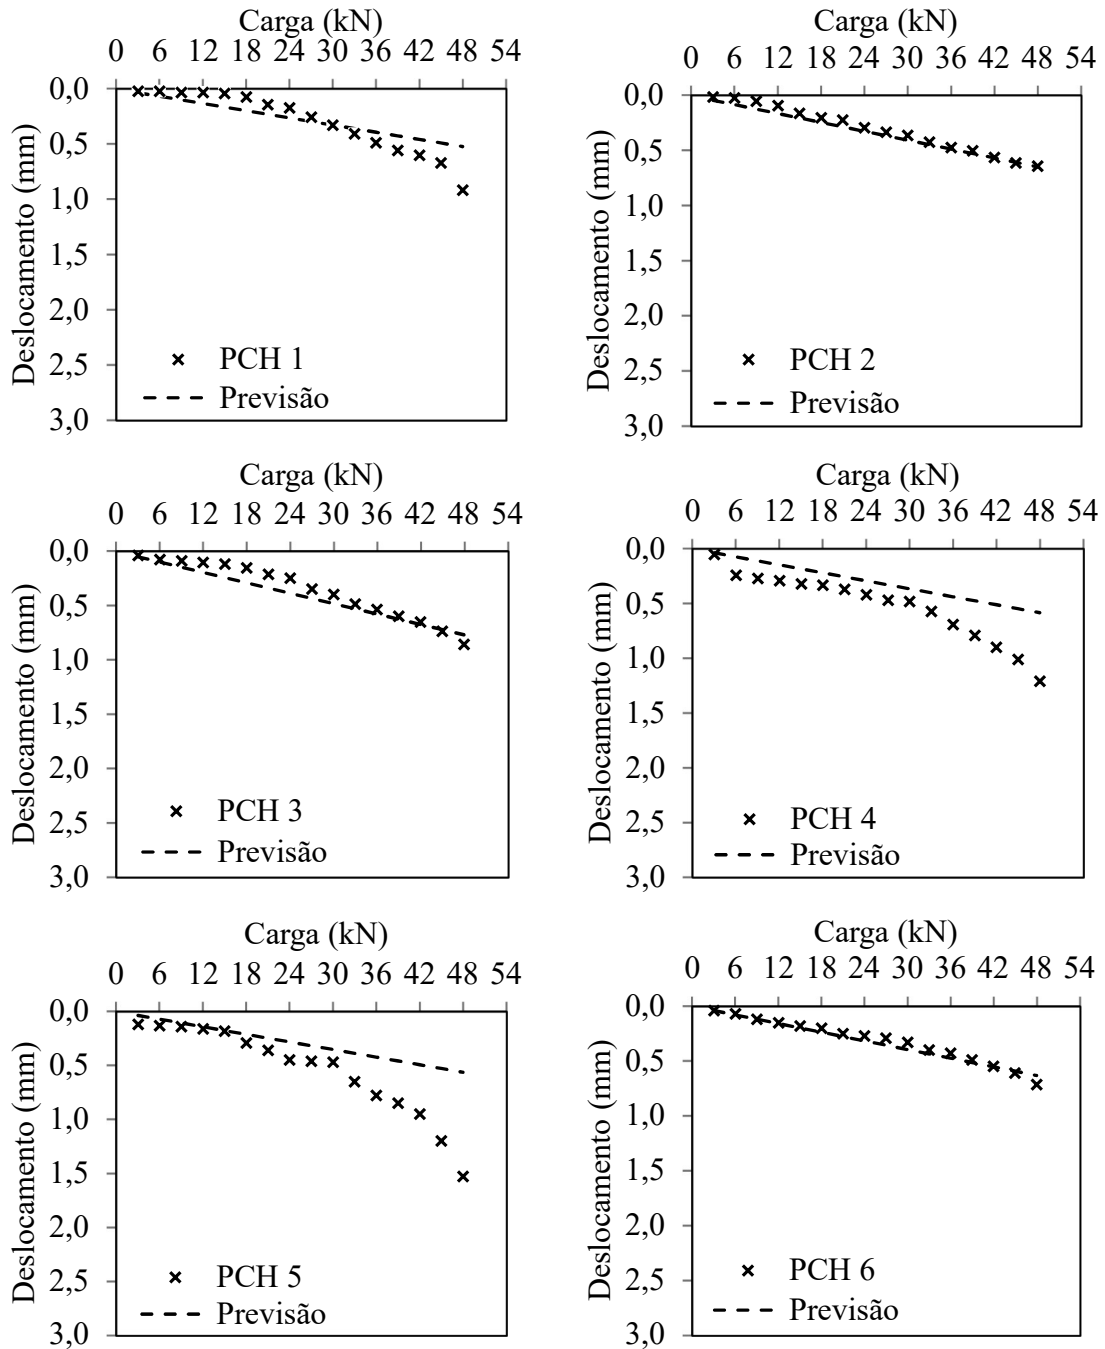 Carga (kN)
0 6 12 18 24 30 36 42 48 54
0,0
0,5
1,0
1,5
2,0
2,5
3,0
Deslocamento (mm)
PCH 1
Previsão
Carga (kN)
0 6 12 18 24 30 36 42 48 54
0,0
0,5
1,0
1,5
2,0
2,5
3,0
Deslocamento (mm)
PCH 2
Previsão
Carga (kN)
0 6 12 18 24 30 36 42 48 54
0,0
0,5
1,0
1,5
2,0
2,5
3,0
Deslocamento (mm)
PCH 3
Previsão
Carga (kN)
0 6 12 18 24 30 36 42 48 54
0,0
0,5
1,0
1,5
2,0
2,5
3,0
Deslocamento (mm)
PCH 4
Previsão
Carga (kN)
0 6 12 18 24 30 36 42 48 54
0,0
0,5
1,0
1,5
2,0
2,5
3,0
Deslocamento (mm)
PCH 5
Previsão
Carga (kN)
0 6 12 18 24 30 36 42 48 54
0,0
0,5
1,0
1,5
2,0
2,5
3,0
Deslocamento (mm)
PCH 6
Previsão